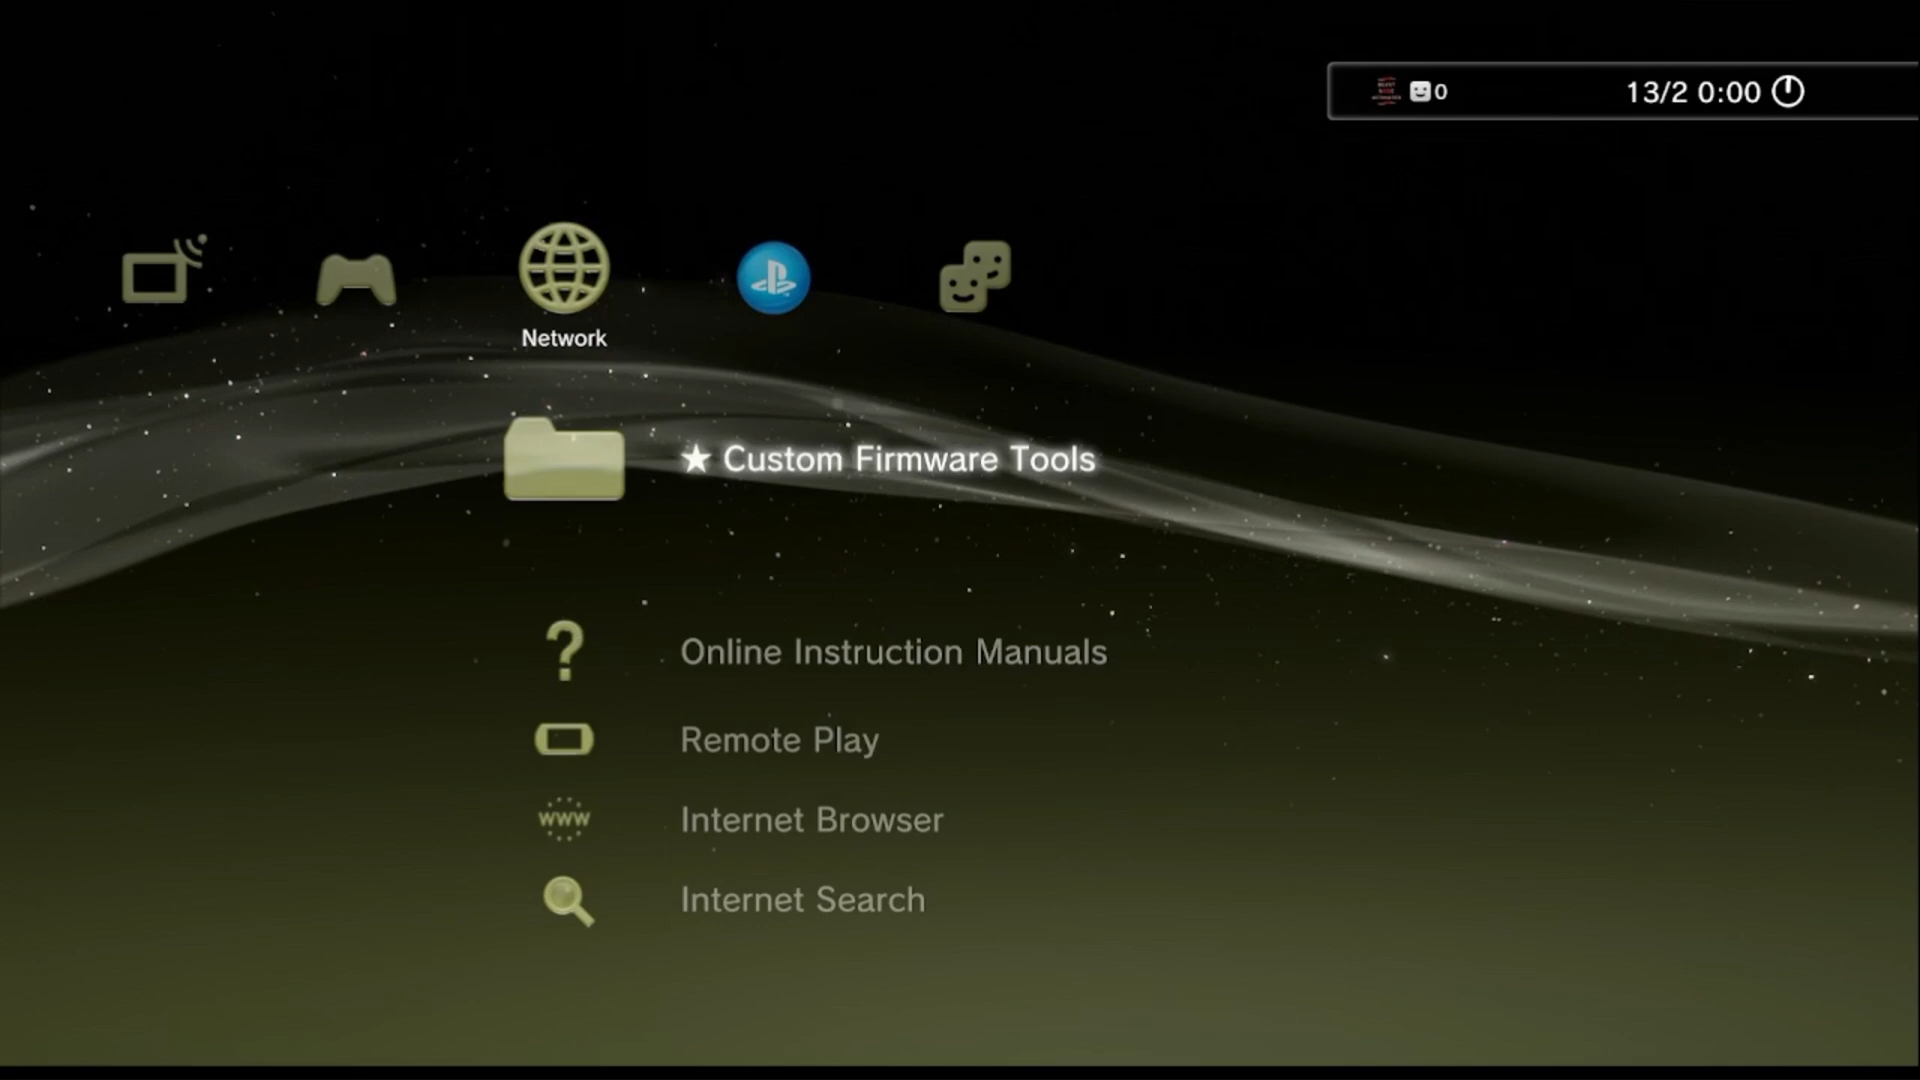 0
13/2 0:00
Network
★ Custom Firmware Tools
Online Instruction Manuals
Remote Play
www
Internet Browser
Internet Search